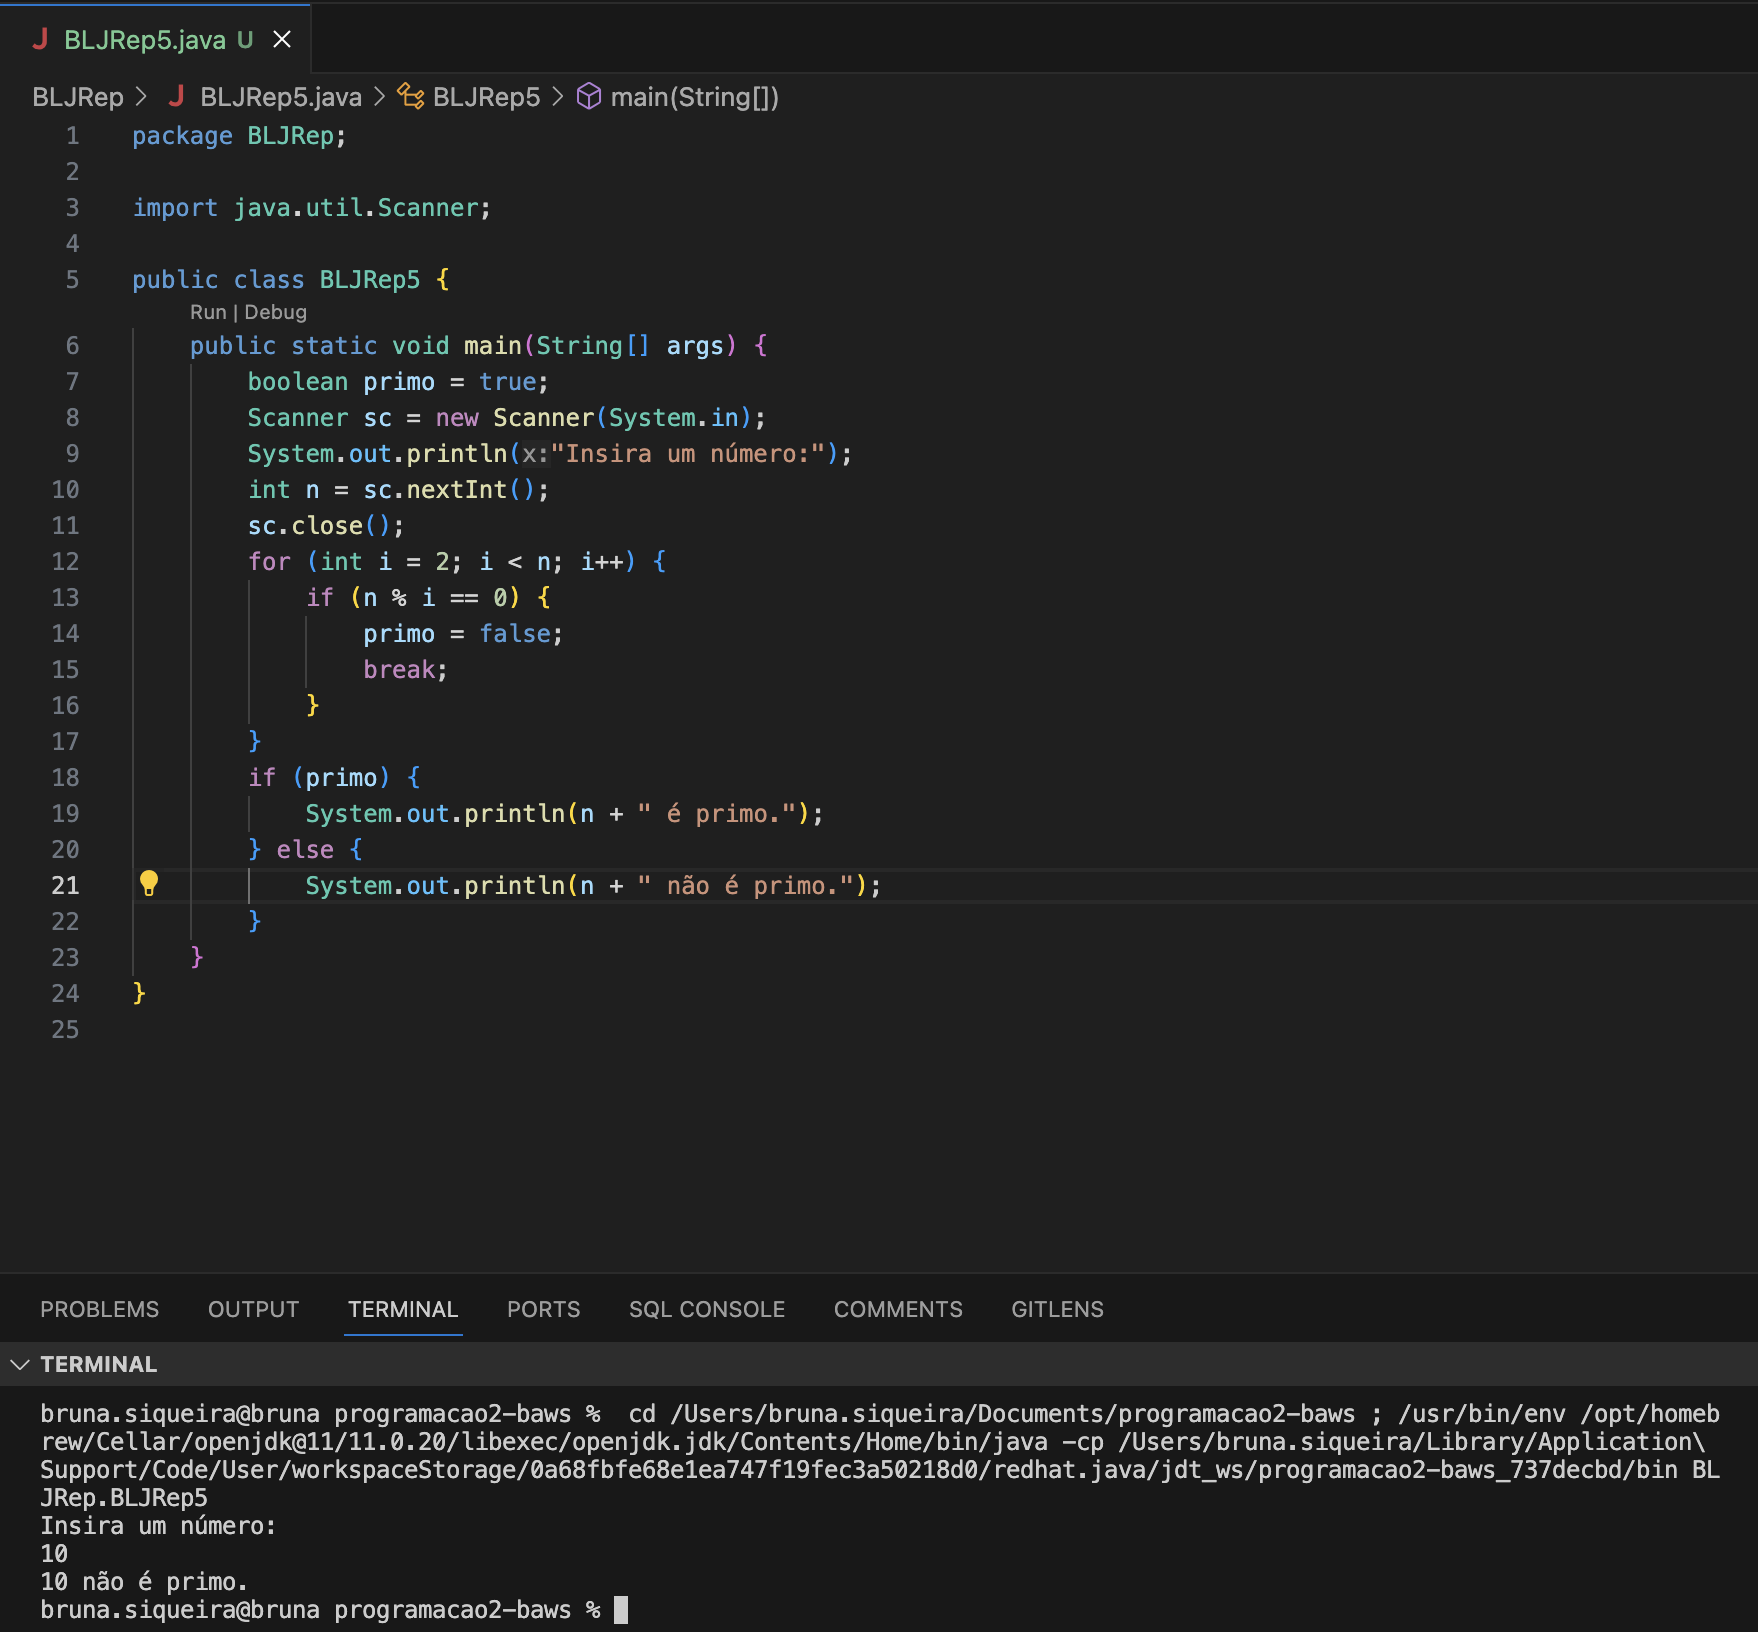 J BLJRep5.java U
BLJRep > J BLJRep5.java > BLJRep5 > main(String[])
1 package BLJRep;
2
3 import java.util.Scanner;
4
5 public class BLJRep5 {
Run | Debug
6 public static void main(String[] args) {
7 boolean primo = true;
8 Scanner sc = new Scanner(System.in);
9 System.out.println(x:"Insira um número:");
10 int n = sc.nextInt();
11 sc.close();
12 for (int i = 2; i < n; i++) {
13 if (n % i == 0) {
14 primo = false;
15 break;
16 }
17 }
18 if (primo) {
19 System.out.println(n + " é primo.");
20 } else {
21 System.out.println(n + " não é primo.");
22 }
23 }
24 }
25
PROBLEMS OUTPUT TERMINAL PORTS SQL CONSOLE COMMENTS GITLENS
TERMINAL
bruna.siqueira@bruna programacao2-baws %  cd /Users/bruna.siqueira/Documents/programacao2-baws ; /usr/bin/env /opt/homeb
rew/Cellar/openjdk@11/11.0.20/libexec/openjdk.jdk/Contents/Home/bin/java -cp /Users/bruna.siqueira/Library/Application\
Support/Code/User/workspaceStorage/0a68fbfe68e1ea747f19fec3a50218d0/redhat.java/jdt_ws/programacao2-baws_737decbd/bin BL
JRep.BLJRep5
Insira um número:
10
10 não é primo.
bruna.siqueira@bruna programacao2-baws %